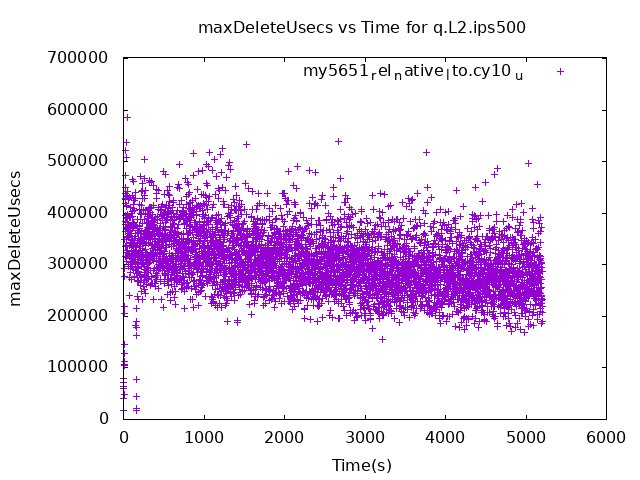 maxDeleteUsecs vs Time for q.L2.ips500
my5651rel_native_lto.cy10_u
700000
600000
500000
400000
300000
200000
100000
0
maxDeleteUsecs
0 1000 2000 3000 4000 5000 6000
Time(s)